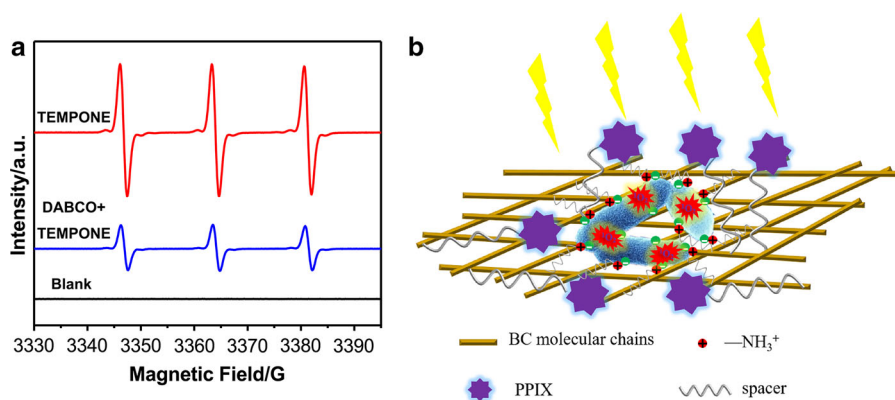 a
Intensity/a.u.
TEMPONE
DABCO+
TEMPONE
Blank
3330 3340 3350 3360 3370 3380 3390
Magnetic Field/G
b
BC molecular chains
—NH₃⁺
PPIX
spacer